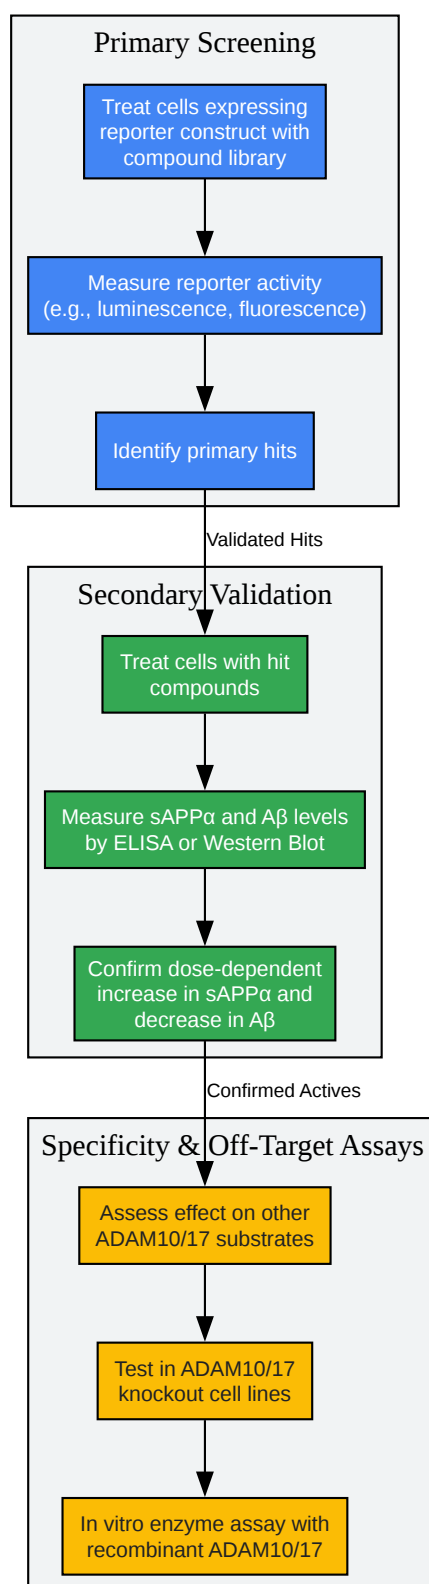 Primary Screening
Treat cells expressing
reporter construct with
compound library
Measure reporter activity
(e.g., luminescence, fluorescence)
Identify primary hits
Validated Hits
Secondary Validation
Treat cells with hit
compounds
Measure sAPPα and Aβ levels
by ELISA or Western Blot
Confirm dose-dependent
increase in sAPPα and
decrease in Aβ
Confirmed Actives
Specificity & Off-Target Assays
Assess effect on other
ADAM10/17 substrates
Test in ADAM10/17
knockout cell lines
In vitro enzyme assay with
recombinant ADAM10/17